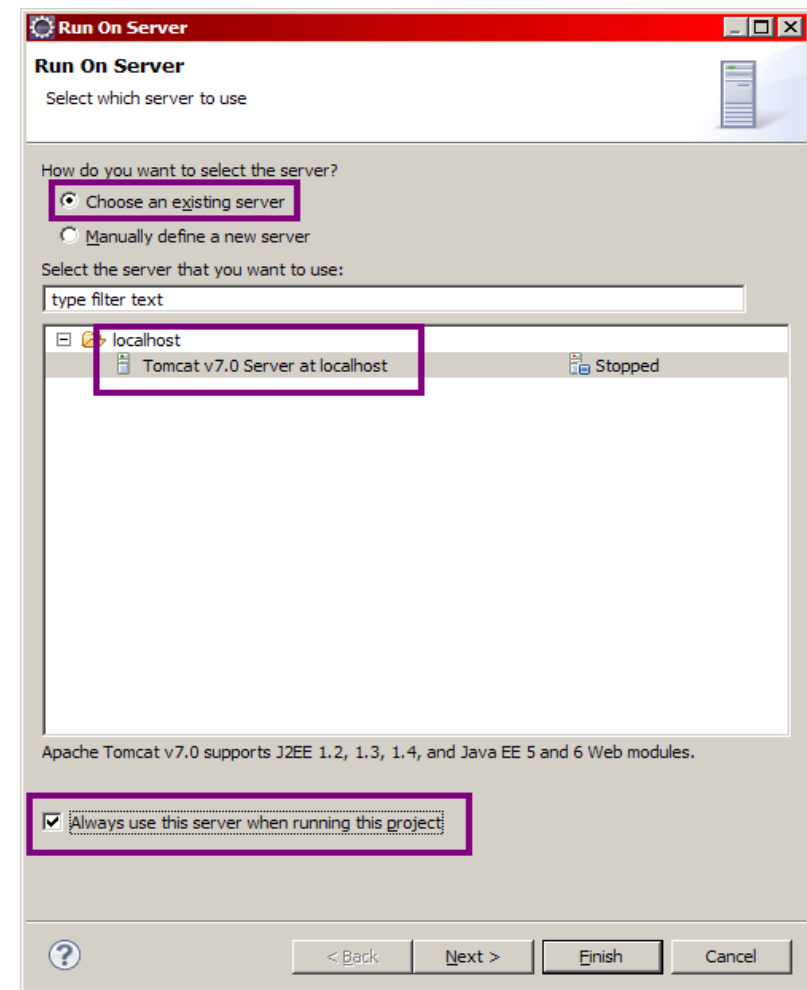 Run On Server
Run On Server
Select which server to use
How do you want to select the server?
Choose an existing server
Manually define a new server
Select the server that you want to use:
type filter text
localhost
Tomcat v7.0 Server at localhost Stopped
Apache Tomcat v7.0 supports J2EE 1.2, 1.3, 1.4, and Java EE 5 and 6 Web modules.
Always use this server when running this project
? < Back Next > Finish Cancel